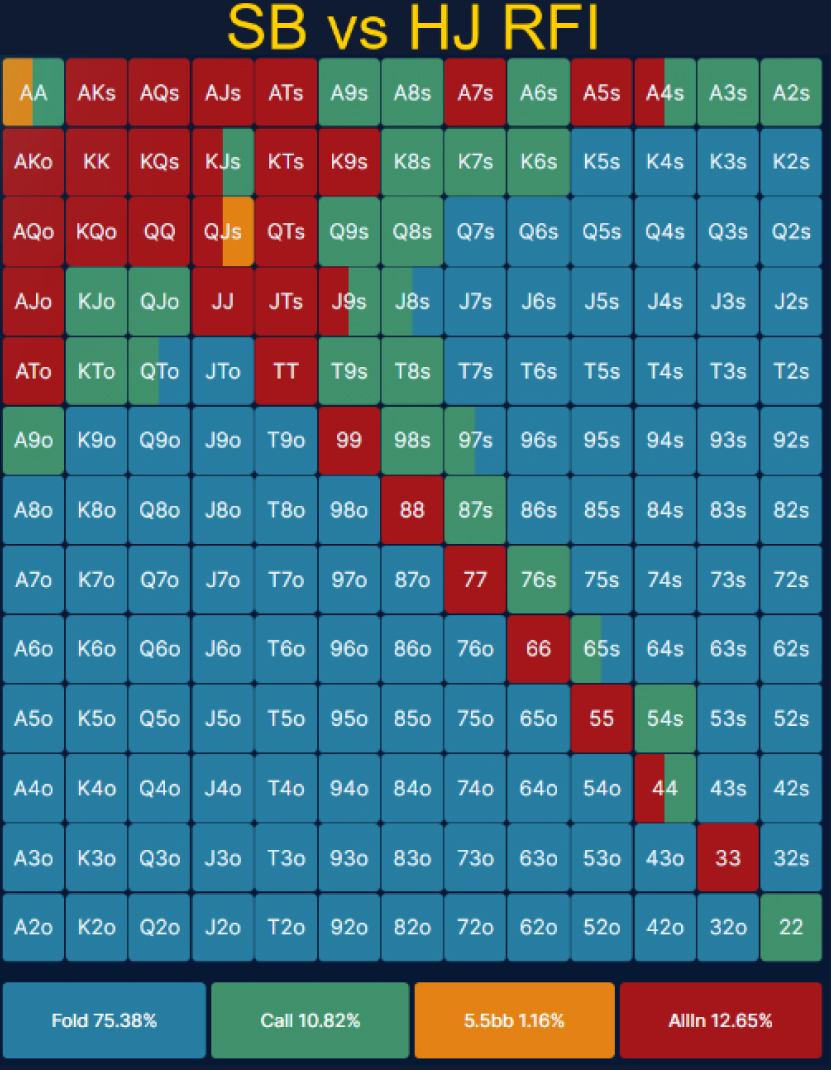 SB vs HJ RFI
AA AKs AQs AJs ATs A9s A8s A7s A6s A5s A4s A3s A2s
AKo KK KQs KJs KTs K9s K8s K7s K6s K5s K4s K3s K2s
AQo KQo QQ QJs QTs Q9s Q8s Q7s Q6s Q5s Q4s Q3s Q2s
AJo KJo QJo JJ JTs J9s J8s J7s J6s J5s J4s J3s J2s
ATo KTo QTo JTo TT T9s T8s T7s T6s T5s T4s T3s T2s
A9o K9o Q9o J9o T9o 99 98s 97s 96s 95s 94s 93s 92s
A8o K8o Q8o J8o T8o 98o 88 87s 86s 85s 84s 83s 82s
A7o K7o Q7o J7o T7o 97o 87o 77 76s 75s 74s 73s 72s
A6o K6o Q6o J6o T6o 96o 86o 76o 66 65s 64s 63s 62s
A5o K5o Q5o J5o T5o 95o 85o 75o 65o 55 54s 53s 52s
A4o K4o Q4o J4o T4o 94o 84o 74o 64o 54o 44 43s 42s
A3o K3o Q3o J3o T3o 93o 83o 73o 63o 53o 43o 33 32s
A2o K2o Q2o J2o T2o 92o 82o 72o 62o 52o 42o 32o 22
Fold 75.38% Call 10.82% 5.5bb 1.16% AllIn 12.65%